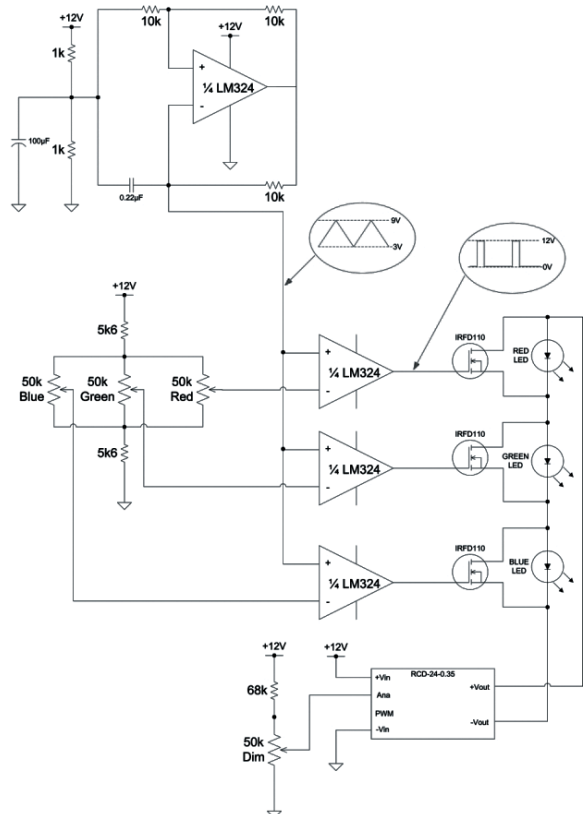 +12V
10k
10k
+12V
1k
+
¼ LM324
-
100µF
1k
0.22µF
10k
9V
3V
12V
0V
+12V
5k6
50k
Blue
50k
Green
50k
Red
5k6
+
¼ LM324
-
IRFD110
RED
LED
+
¼ LM324
-
IRFD110
GREEN
LED
+
¼ LM324
-
IRFD110
BLUE
LED
+12V
68k
50k
Dim
+12V
RCD-24-0.35
+Vin
Ana
PWM
-Vin
+Vout
-Vout